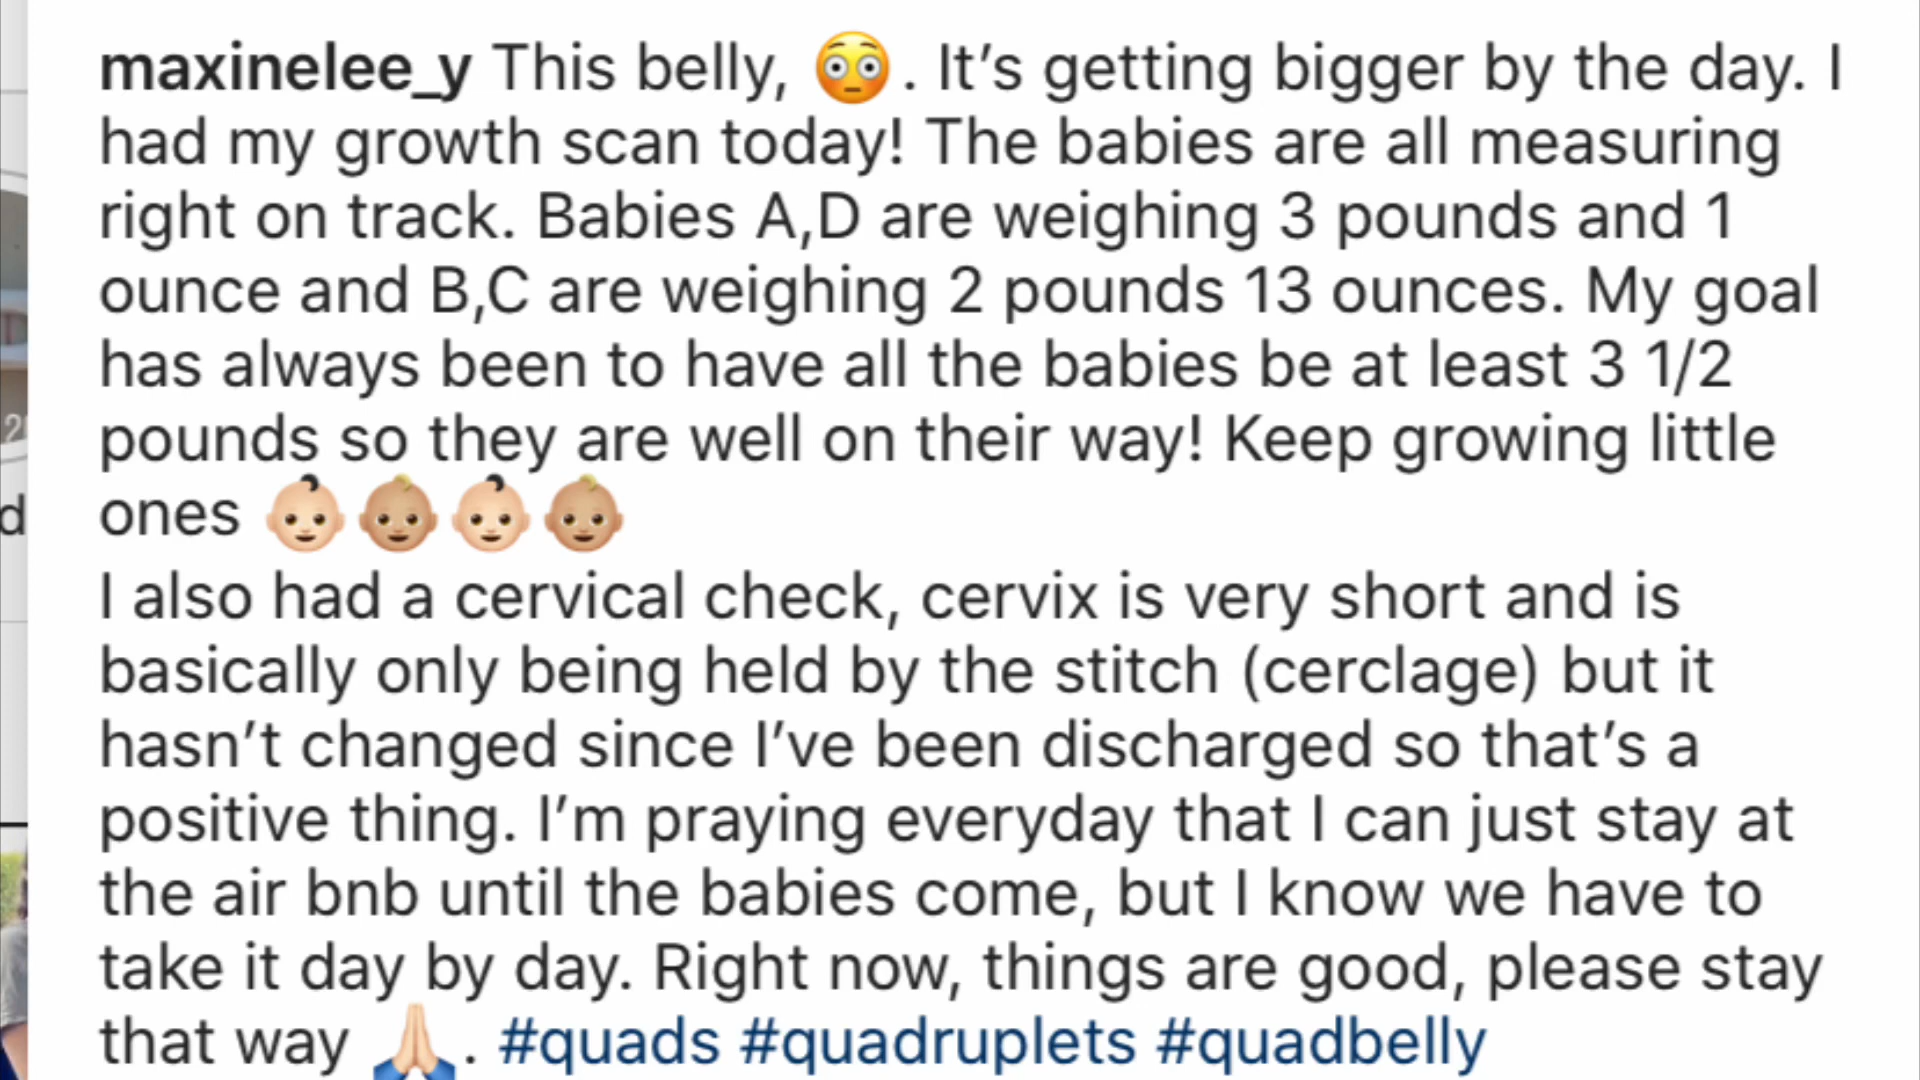 maxinelee_y This belly, 😳. It’s getting bigger by the day. I
had my growth scan today! The babies are all measuring
right on track. Babies A,D are weighing 3 pounds and 1
ounce and B,C are weighing 2 pounds 13 ounces. My goal
has always been to have all the babies be at least 3 1/2
pounds so they are well on their way! Keep growing little
ones 👶🏻👶🏽👶🏻👶🏽
I also had a cervical check, cervix is very short and is
basically only being held by the stitch (cerclage) but it
hasn’t changed since I’ve been discharged so that’s a
positive thing. I’m praying everyday that I can just stay at
the air bnb until the babies come, but I know we have to
take it day by day. Right now, things are good, please stay
that way 🙏🏻. #quads #quadruplets #quadbelly